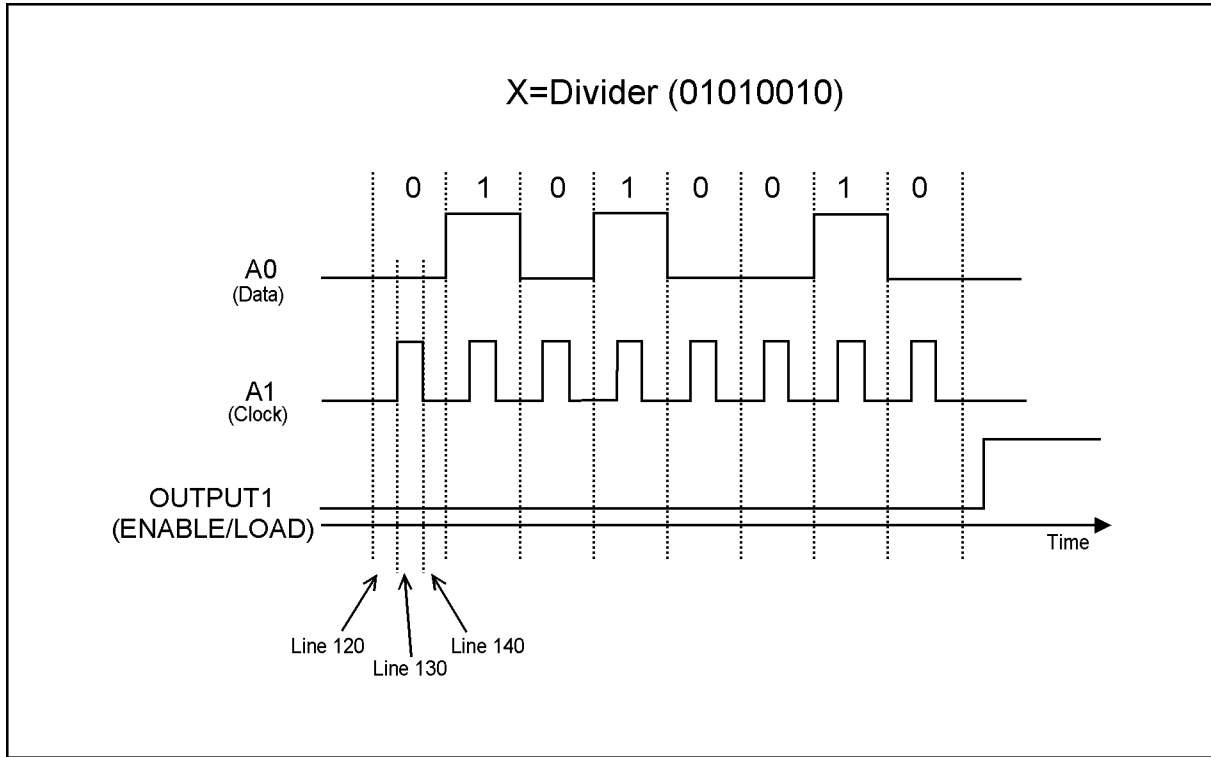 X=Divider (01010010)
0 1 0 1 0 0 1 0
A0
(Data)
A1
(Clock)
OUTPUT1
(ENABLE/LOAD)
Time
Line 120
Line 130
Line 140